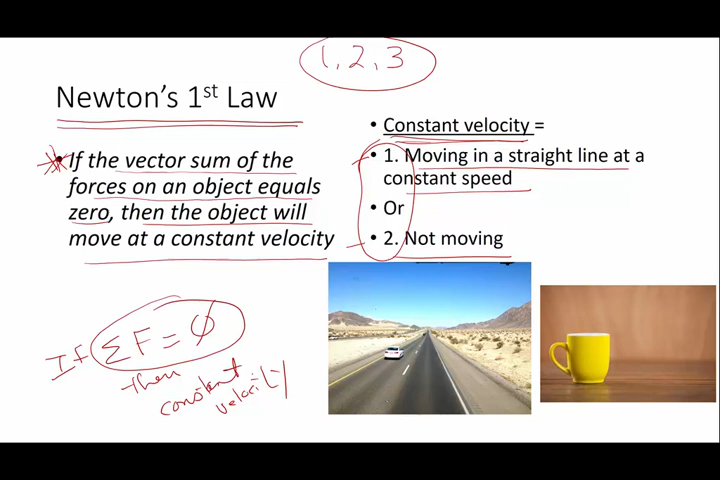 1, 2, 3
Newton's 1st Law
• If the vector sum of the
forces on an object equals
zero, then the object will
move at a constant velocity
• Constant velocity =
• 1. Moving in a straight line at a
constant speed
• Or
• 2. Not moving
If ΣF = ∅
then
constant
velocity